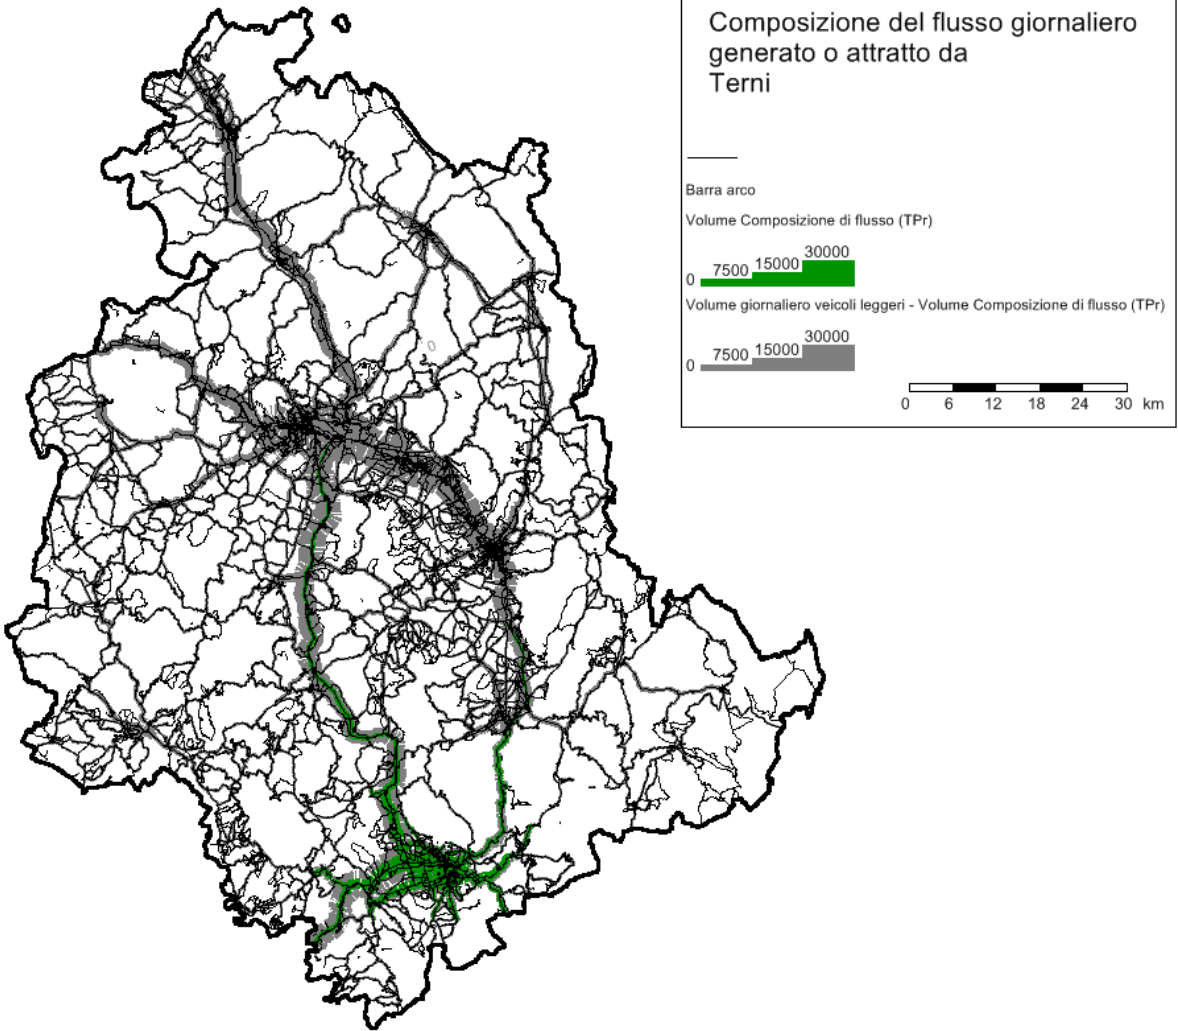 Composizione del flusso giornaliero
generato o attratto da
Terni
Barra arco
Volume Composizione di flusso (TPr)
0 7500 15000 30000
Volume giornaliero veicoli leggeri - Volume Composizione di flusso (TPr)
0 7500 15000 30000
0 6 12 18 24 30 km